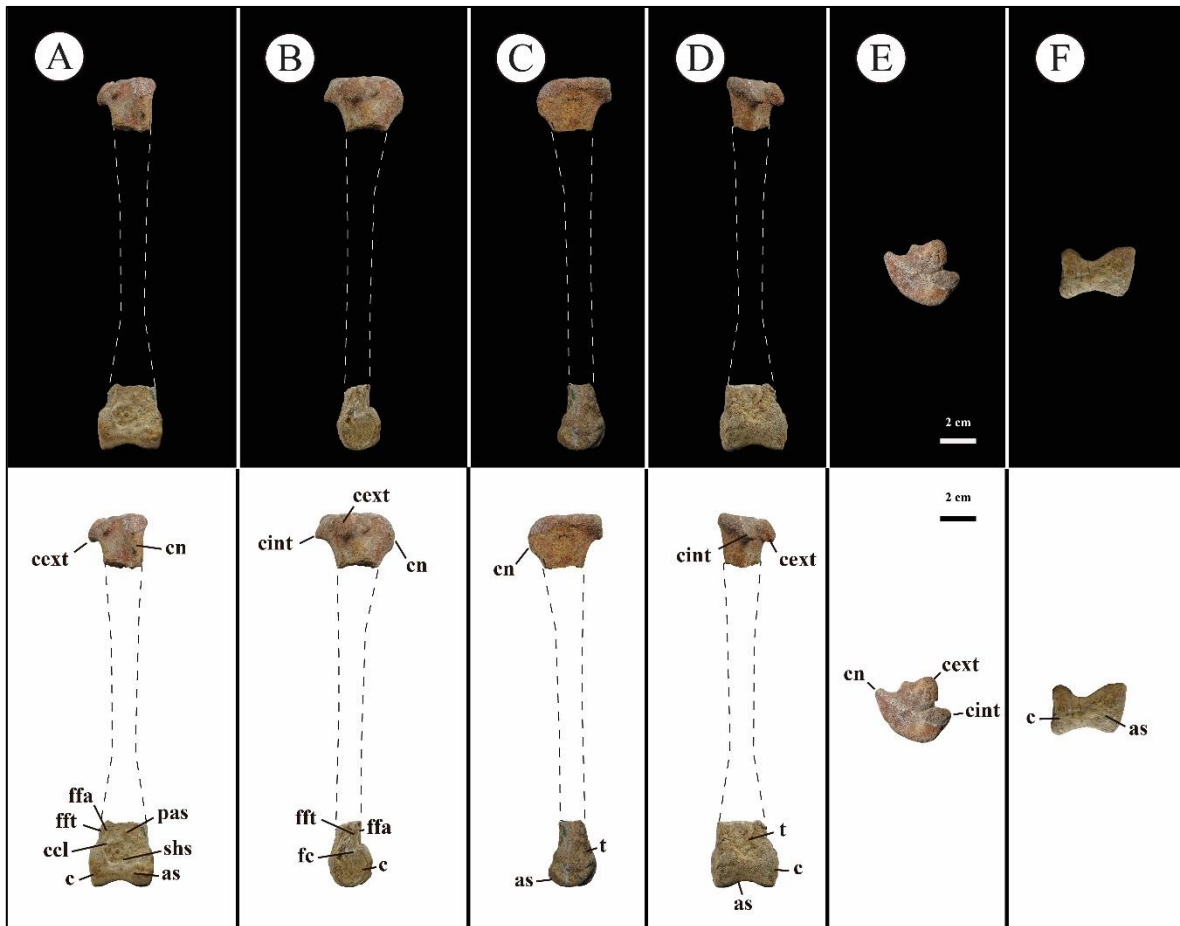 A
B
C
D
E
F
2 cm
2 cm
cext
cn
cext
cint
cn
cn
cint
cext
cn
cext
cint
c
as
ffa
fft
ccl
c
pas
shs
as
fft
ffa
fc
c
t
as
t
c
as